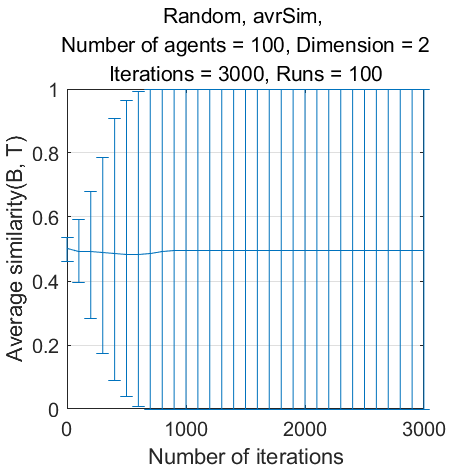 Random, avrSim,
Number of agents = 100, Dimension = 2
Iterations = 3000, Runs = 100
Average similarity(B, T)
1
0.8
0.6
0.4
0.2
0
0 1000 2000 3000
Number of iterations